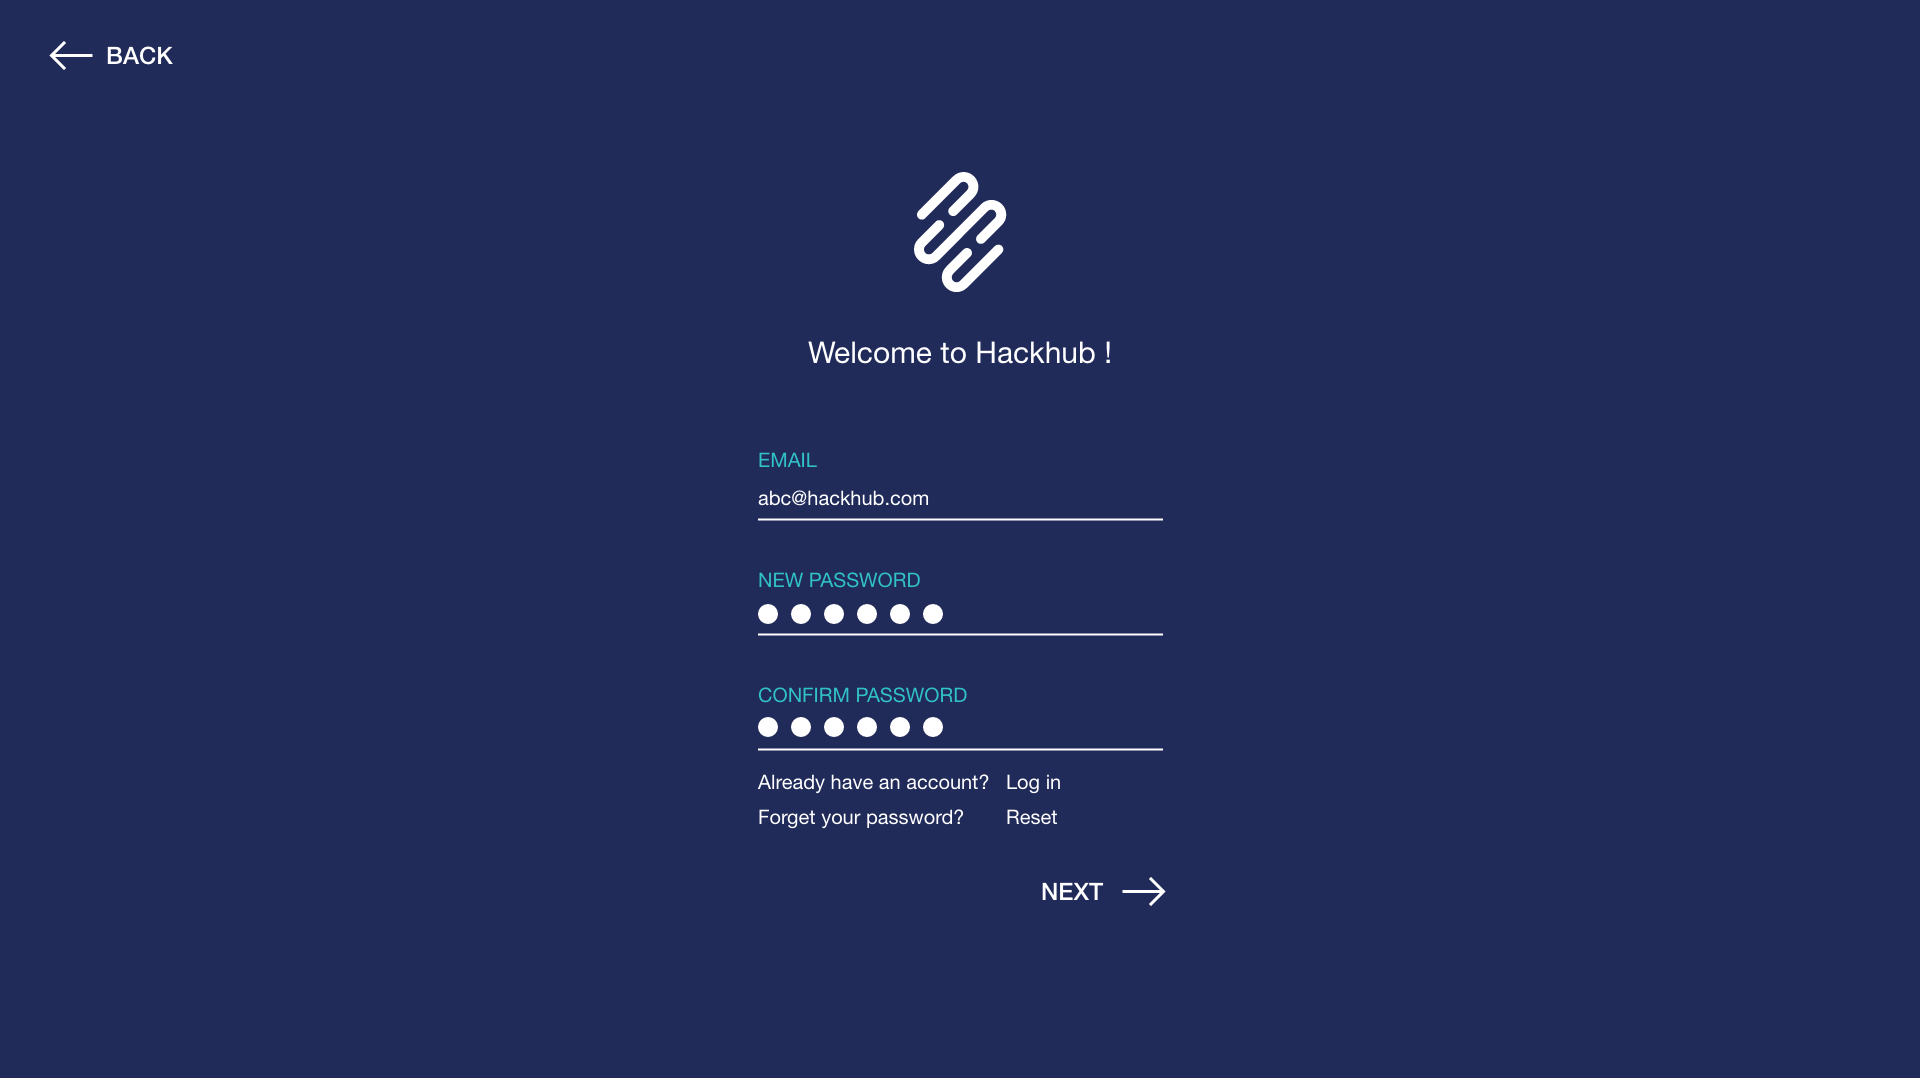 BACK
Welcome to Hackhub !
EMAIL
abc@hackhub.com
NEW PASSWORD
CONFIRM PASSWORD
Already have an account? Log in
Forget your password? Reset
NEXT